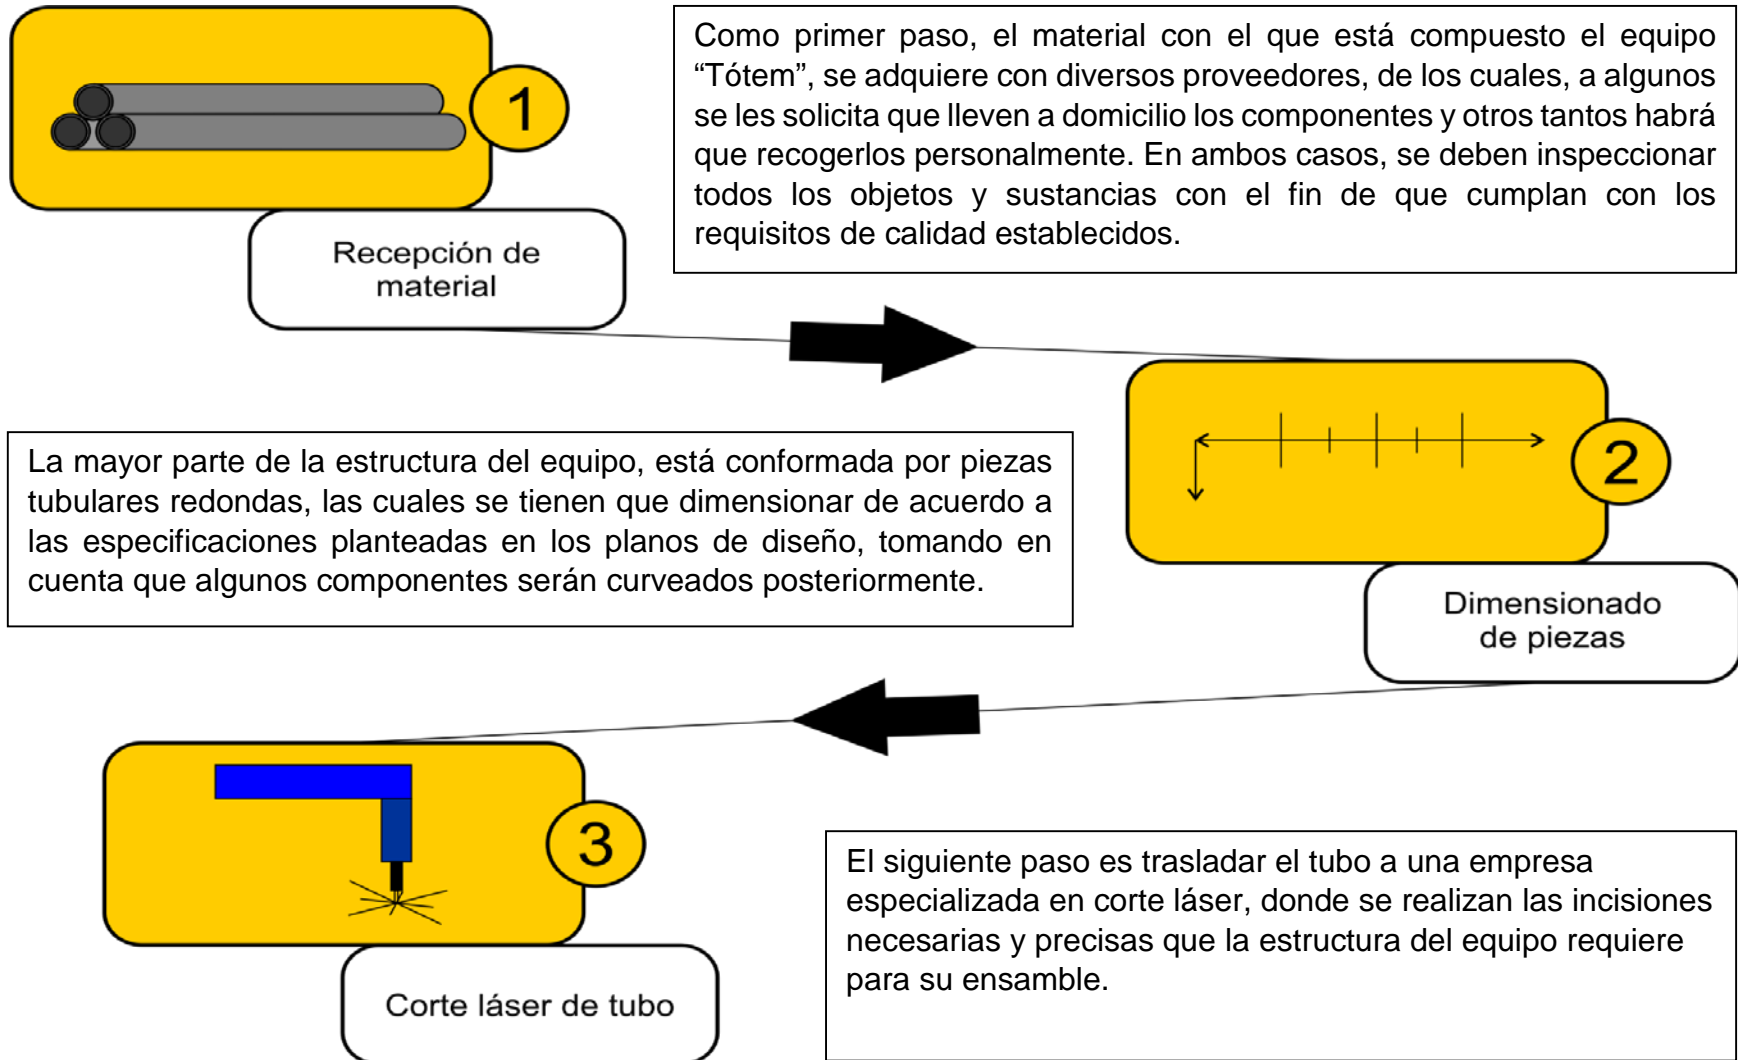 1
Como primer paso, el material con el que está compuesto el equipo
“Tótem”, se adquiere con diversos proveedores, de los cuales, a algunos
se les solicita que lleven a domicilio los componentes y otros tantos habrá
que recogerlos personalmente. En ambos casos, se deben inspeccionar
todos los objetos y sustancias con el fin de que cumplan con los
requisitos de calidad establecidos.
Recepción de
material
La mayor parte de la estructura del equipo, está conformada por piezas
tubulares redondas, las cuales se tienen que dimensionar de acuerdo a
las especificaciones planteadas en los planos de diseño, tomando en
cuenta que algunos componentes serán curveados posteriormente.
2
Dimensionado
de piezas
3
Corte láser de tubo
El siguiente paso es trasladar el tubo a una empresa
especializada en corte láser, donde se realizan las incisiones
necesarias y precisas que la estructura del equipo requiere
para su ensamble.